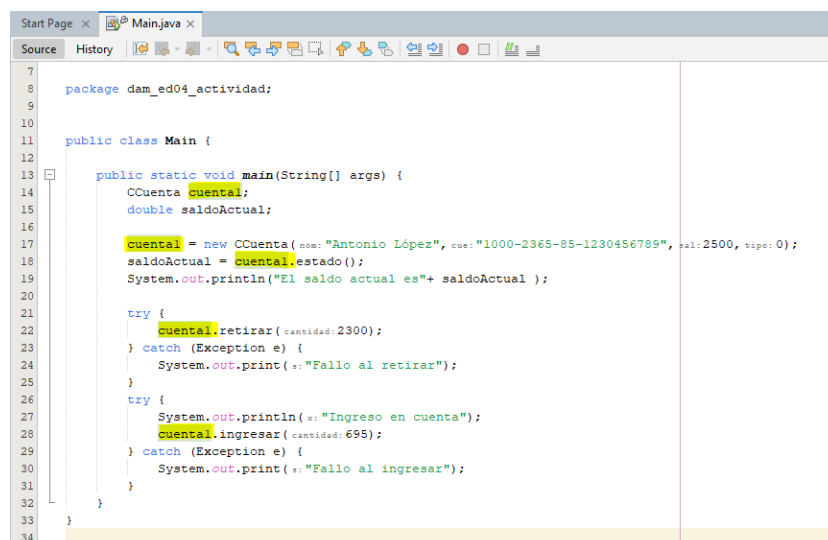 Start Page × Main.java ×
Source History
7
8 package dam_ed04_actividad;
9
10
11 public class Main {
12
13 public static void main(String[] args) {
14 CCuenta cuenta1;
15 double saldoActual;
16
17 cuenta1 = new CCuenta( nom: "Antonio López", cue: "1000-2365-85-1230456789", sal: 2500, tipo: 0);
18 saldoActual = cuenta1.estado();
19 System.out.println("El saldo actual es"+ saldoActual );
20
21 try {
22 cuenta1.retirar( cantidad: 2300);
23 } catch (Exception e) {
24 System.out.print( s: "Fallo al retirar");
25 }
26 try {
27 System.out.println( x: "Ingreso en cuenta");
28 cuenta1.ingresar( cantidad: 695);
29 } catch (Exception e) {
30 System.out.print( s: "Fallo al ingresar");
31 }
32 }
33 }
34